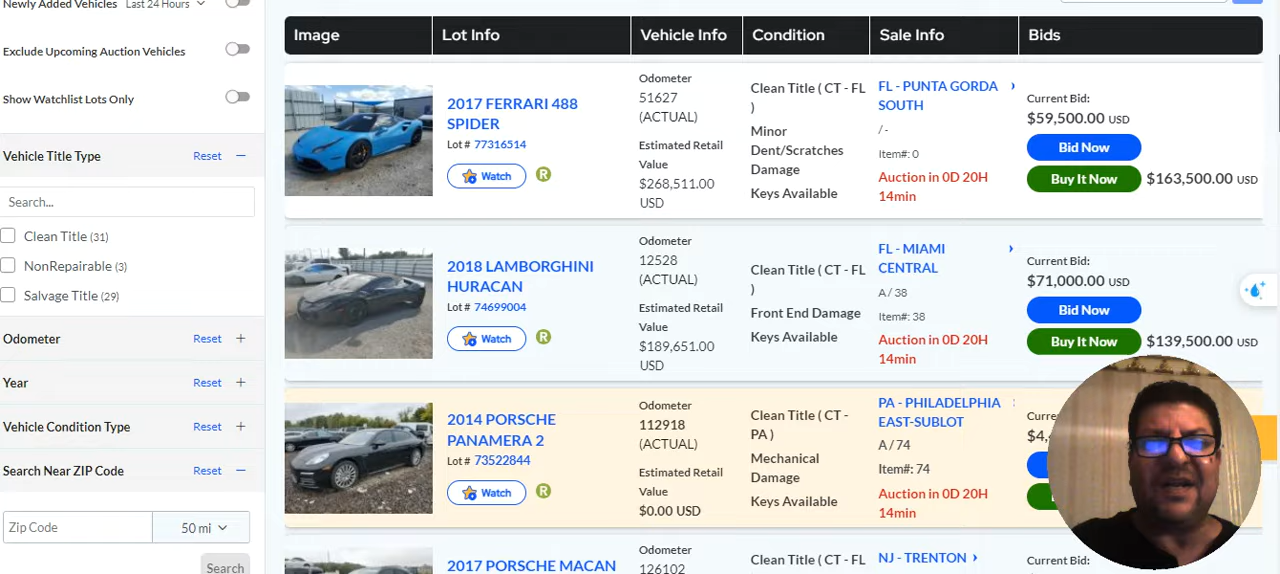 Newly Added Vehicles Last 24 Hours
Exclude Upcoming Auction Vehicles
Show Watchlist Lots Only
Vehicle Title Type Reset
Search...
Clean Title (31)
NonRepairable (3)
Salvage Title (29)
Odometer Reset +
Year Reset +
Vehicle Condition Type Reset +
Search Near ZIP Code Reset
Zip Code 50 mi
Search
Image Lot Info Vehicle Info Condition Sale Info Bids
2017 FERRARI 488
SPIDER
Lot # 77316514
Watch R
Odometer
51627
(ACTUAL)
Estimated Retail
Value
$268,511.00
USD
Clean Title ( CT - FL
)
Minor
Dent/Scratches
Damage
Keys Available
FL - PUNTA GORDA
SOUTH
/ -
Item#: 0
Auction in 0D 20H
14min
Current Bid:
$59,500.00 USD
Bid Now
Buy It Now $163,500.00 USD
2018 LAMBORGHINI
HURACAN
Lot # 74699004
Watch R
Odometer
12528
(ACTUAL)
Estimated Retail
Value
$189,651.00
USD
Clean Title ( CT - FL
)
Front End Damage
Keys Available
FL - MIAMI
CENTRAL
A / 38
Item#: 38
Auction in 0D 20H
14min
Current Bid:
$71,000.00 USD
Bid Now
Buy It Now $139,500.00 USD
2014 PORSCHE
PANAMERA 2
Lot # 73522844
Watch R
Odometer
112918
(ACTUAL)
Estimated Retail
Value
$0.00 USD
Clean Title ( CT -
PA )
Mechanical
Damage
Keys Available
PA - PHILADELPHIA
EAST-SUBLOT
A / 74
Item#: 74
Auction in 0D 20H
14min
2017 PORSCHE MACAN
Odometer
126102
Clean Title ( CT - FL
NJ - TRENTON
Current Bid: